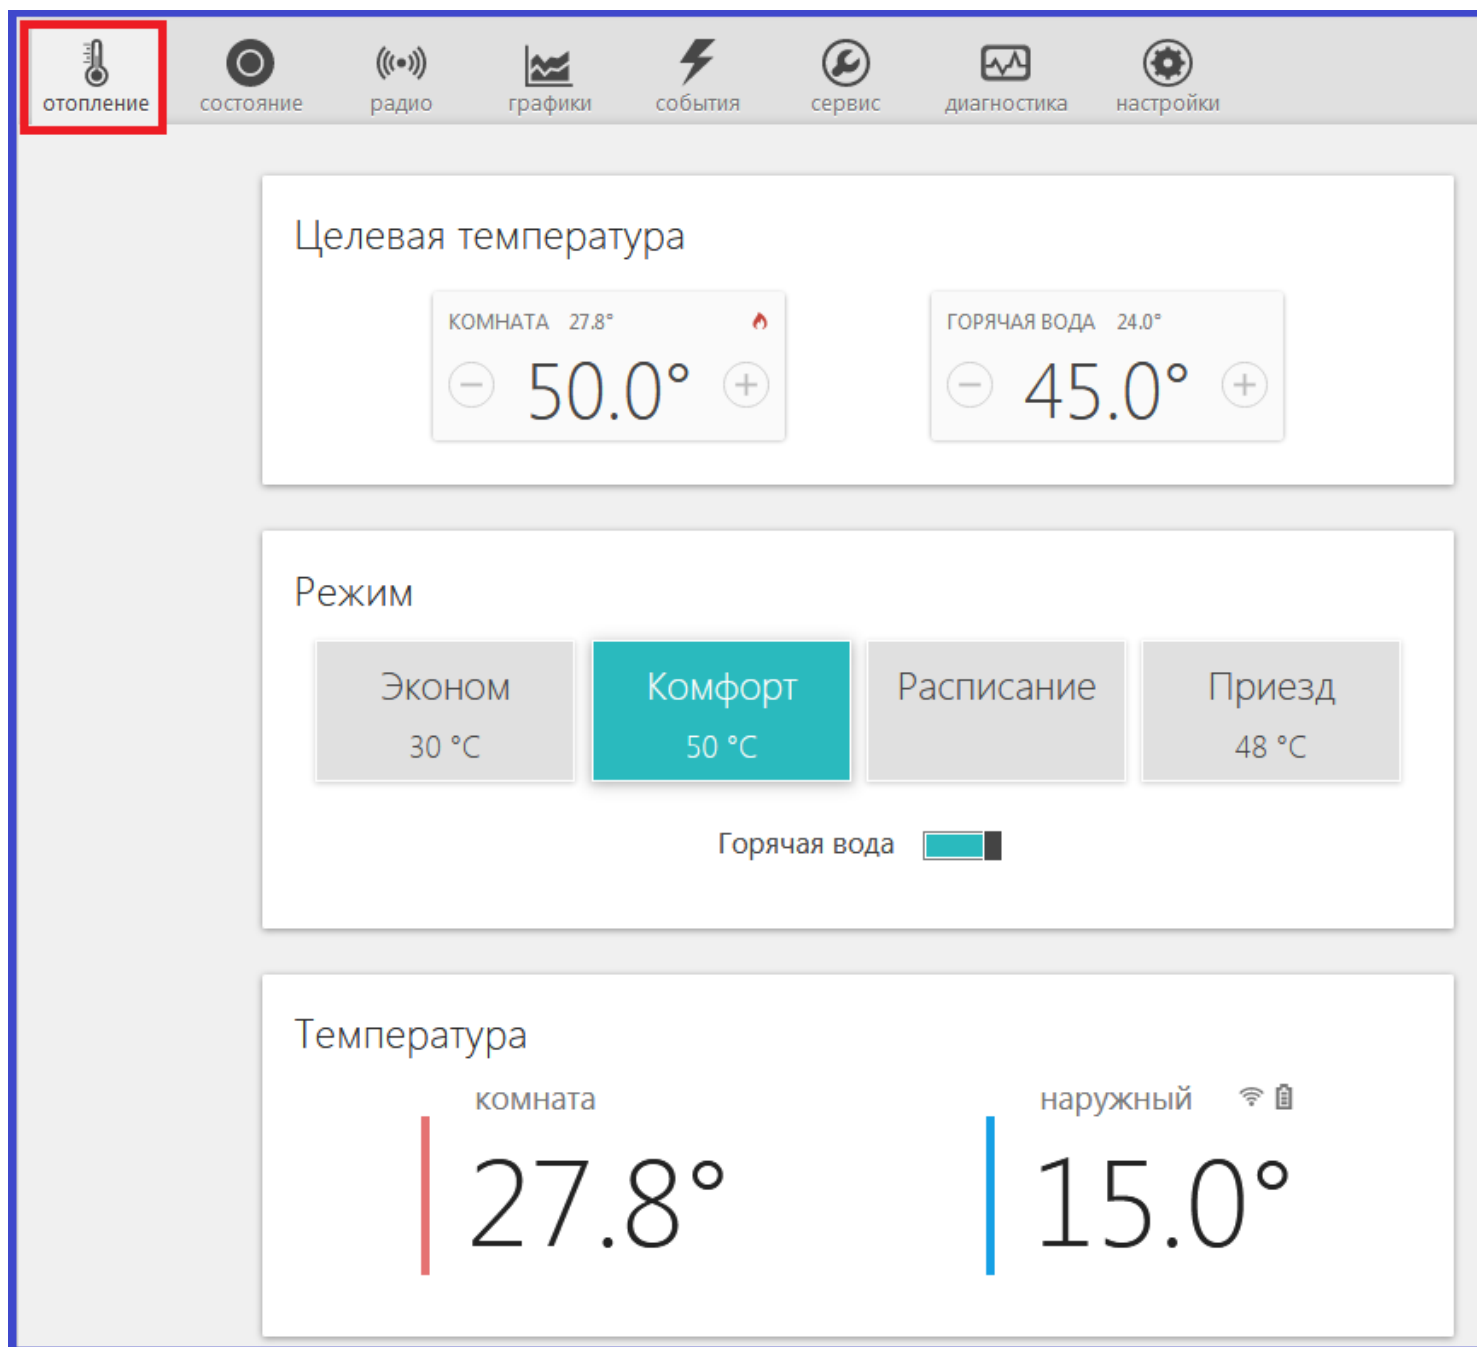 отопление состояние радио графики события сервис диагностика настройки
Целевая температура
КОМНАТА 27.8° ГОРЯЧАЯ ВОДА 24.0°
50.0° 45.0°
Режим
Эконом Комфорт Расписание Приезд
30 °C 50 °C 48 °C
Горячая вода
Температура
комната наружный
27.8° 15.0°